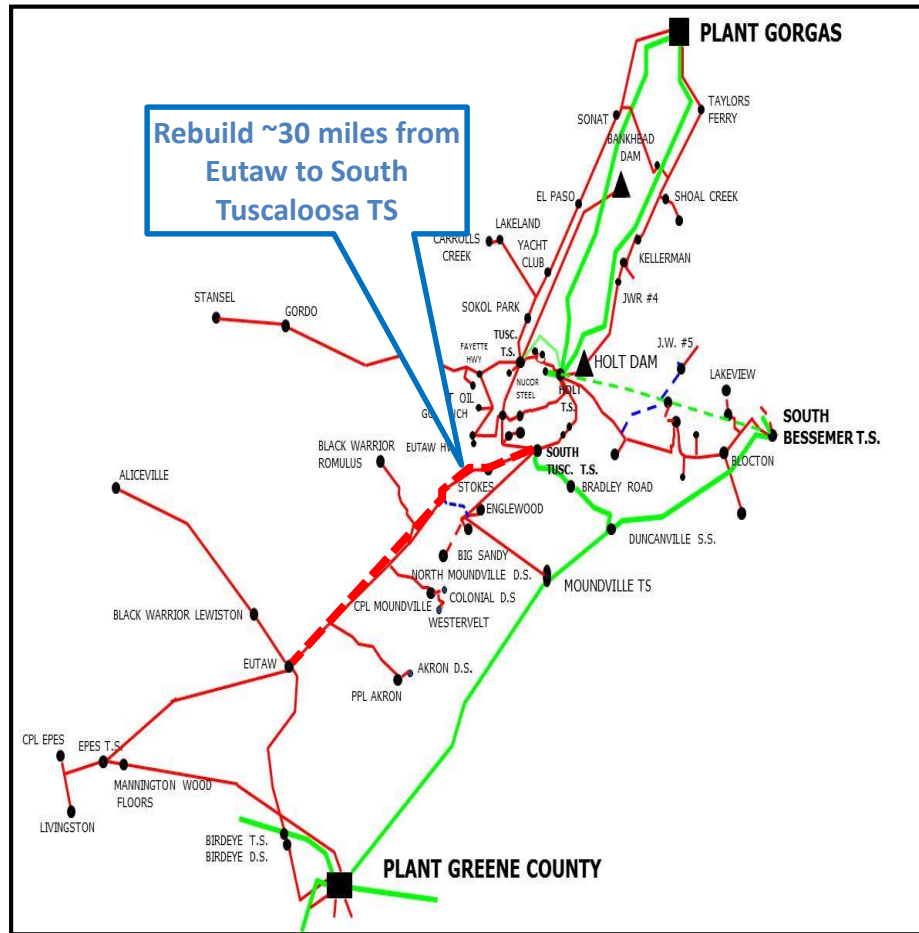 PLANT GORGAS
TAYLORS
FERRY
SONAT
BANKHEAD
DAM
Rebuild ~30 miles from
Eutaw to South
Tuscaloosa TS
EL PASO
SHOAL CREEK
LAKELAND
CARROLLS
CREEK
YACHT
CLUB
KELLERMAN
JWR #4
STANSEL
GORDO
SOKOL PARK
TUSC.
T.S.
FAYETTE
HWY
J.W. #5
HOLT DAM
LAKEVIEW
NUCOR
STEEL
HOLT
T.S.
T OIL
NCH
SOUTH
BESSEMER T.S.
EUTAW
BLACK WARRIOR
ROMULUS
SOUTH
TUSC. T.S.
BLOCTON
ALICEVILLE
STOKES
BRADLEY ROAD
ENGLEWOOD
DUNCANVILLE S.S.
BIG SANDY
NORTH MOUNDVILLE D.S.
MOUNDVILLE TS
COLONIAL D.S
CPL MOUNDVILLE
WESTERVELT
BLACK WARRIOR LEWISTON
EUTAW
AKRON D.S.
PPL AKRON
CPL EPES
EPES T.S.
MANNINGTON WOOD
FLOORS
LIVINGSTON
BIRDEYE T.S.
BIRDEYE D.S.
PLANT GREENE COUNTY